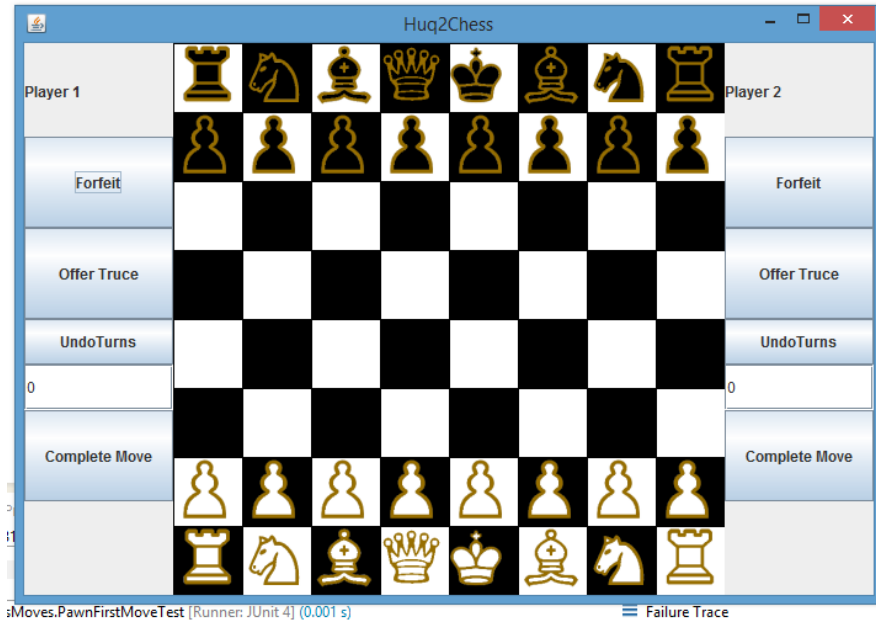 Huq2Chess
Player 1
Forfeit
Offer Truce
UndoTurns
0
Complete Move
Player 2
Forfeit
Offer Truce
UndoTurns
0
Complete Move
sMoves.PawnFirstMoveTest [Runner: JUnit 4] (0.001 s)
Failure Trace